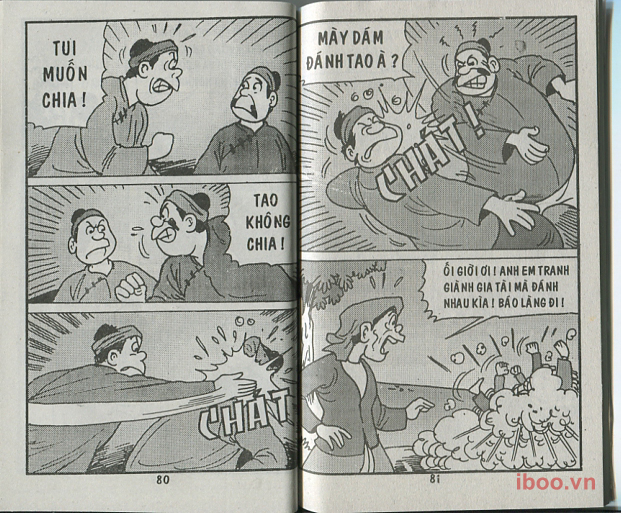 TUI
MUỐN
CHIA !
TAO
KHÔNG
CHIA !
CHÁT
80
MÀY DÁM
ĐÁNH TAO À ?
CHÁT !
ỐI GIỜI ƠI ! ANH EM TRANH
GIÀNH GIA TÀI MÀ ĐÁNH
NHAU KÌA ! BÁO LÀNG ĐI !
81
iboo.vn